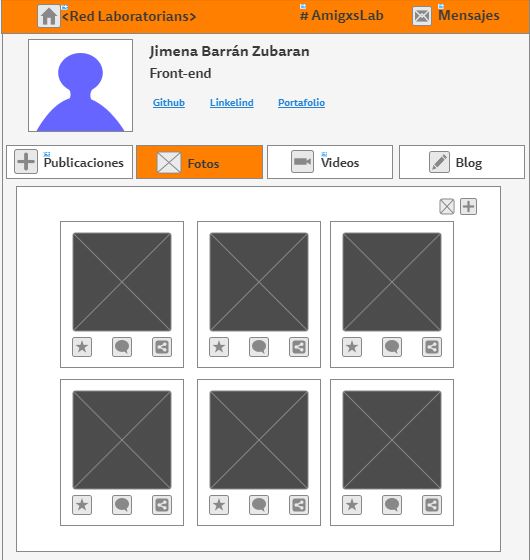 <Red Laboratorians>
# AmigxsLab
Mensajes
Jimena Barrán Zubaran
Front-end
Github
Linkelind
Portafolio
Publicaciones
Fotos
Videos
Blog